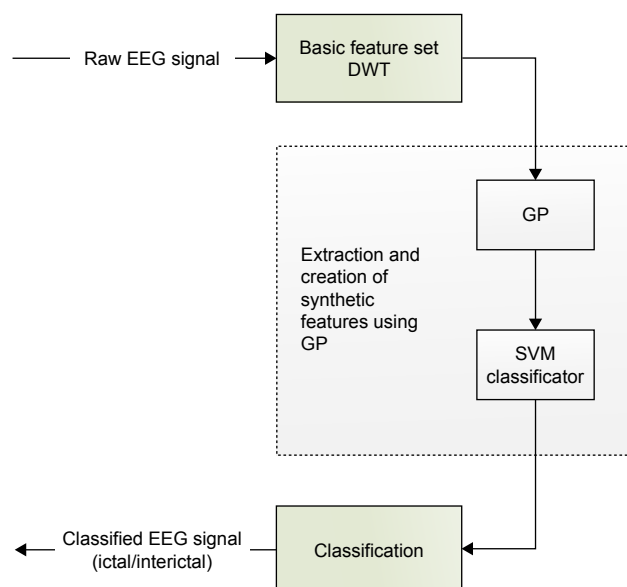 Raw EEG signal
Basic feature set
DWT
GP
Extraction and
creation of
synthetic
features using
GP
SVM
classificator
Classified EEG signal
(ictal/interictal)
Classification